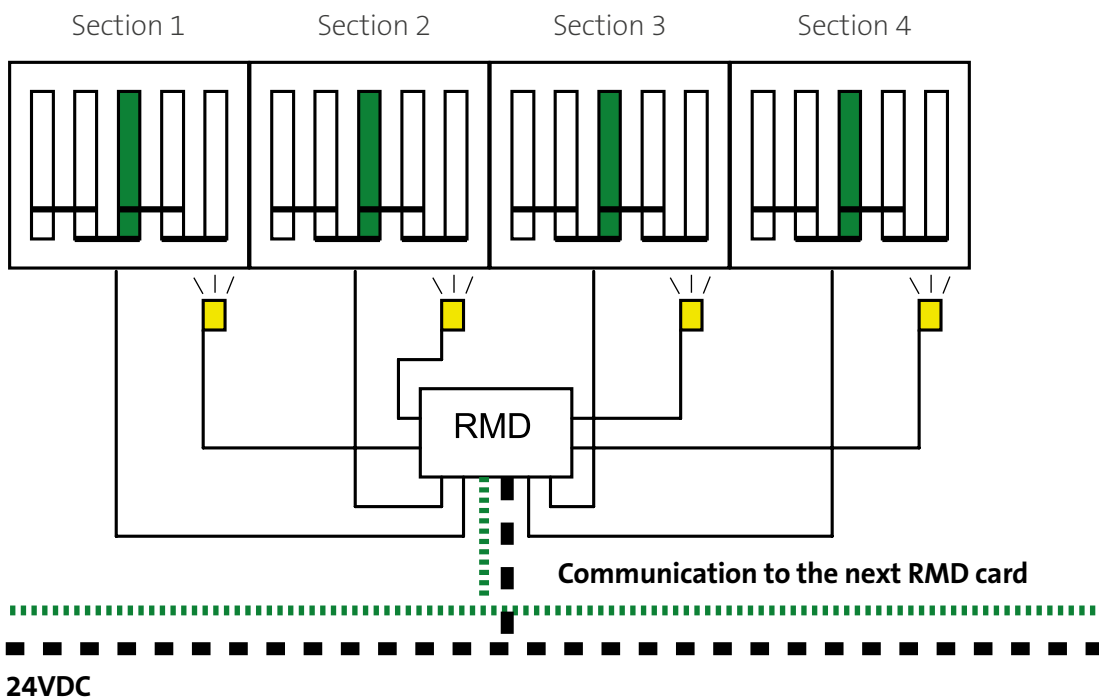 Section 1
Section 2
Section 3
Section 4
RMD
Communication to the next RMD card
24VDC